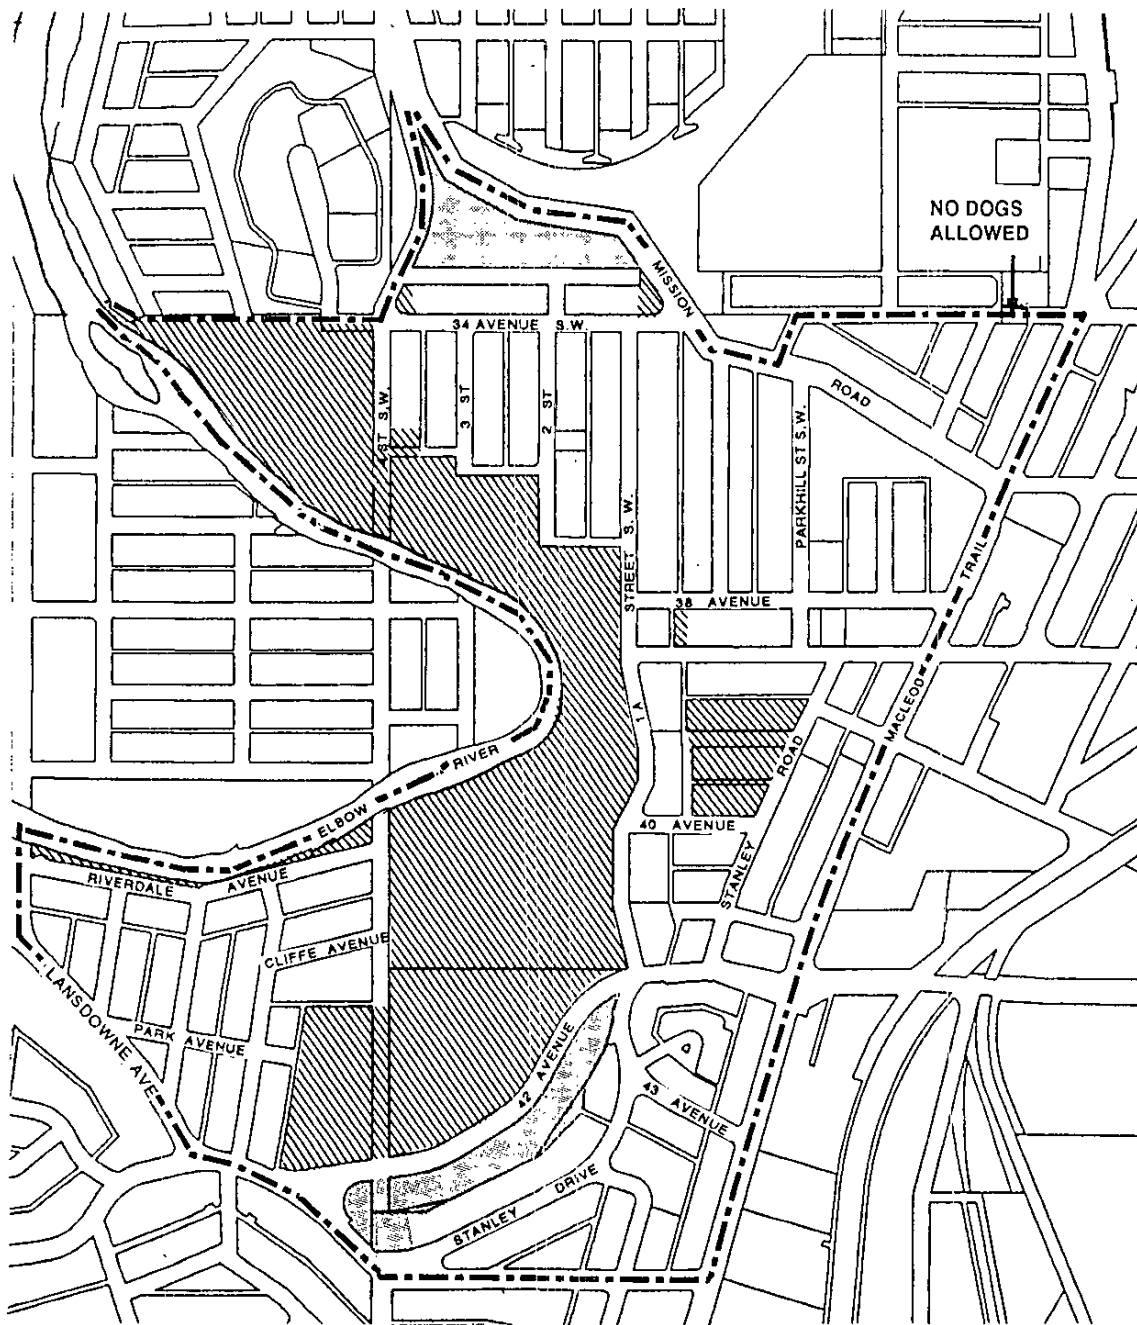 NO DOGS
ALLOWED
MISSION
34 AVENUE S.W.
ROAD
4 ST S.W.
3 ST
2 ST
PARKHILL ST S.W.
STREET S.W.
TRAIL
38 AVENUE
1A
MACLEOD
ROAD
RIVER
ELBOW
40 AVENUE
STANLEY
RIVERDALE AVENUE
CLIFFE AVENUE
LANSDOWNE AVE
PARK AVENUE
42 AVENUE
43 AVENUE
STANLEY DRIVE